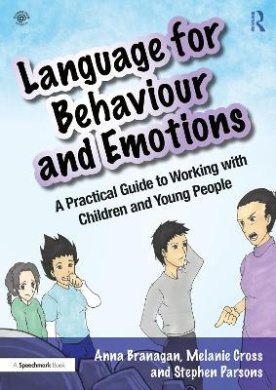 R
Language for
Behaviour
and Emotions
A Practical Guide to Working with
Children and Young People
Anna Branagan, Melanie Cross
and Stephen Parsons
A Speechmark Book